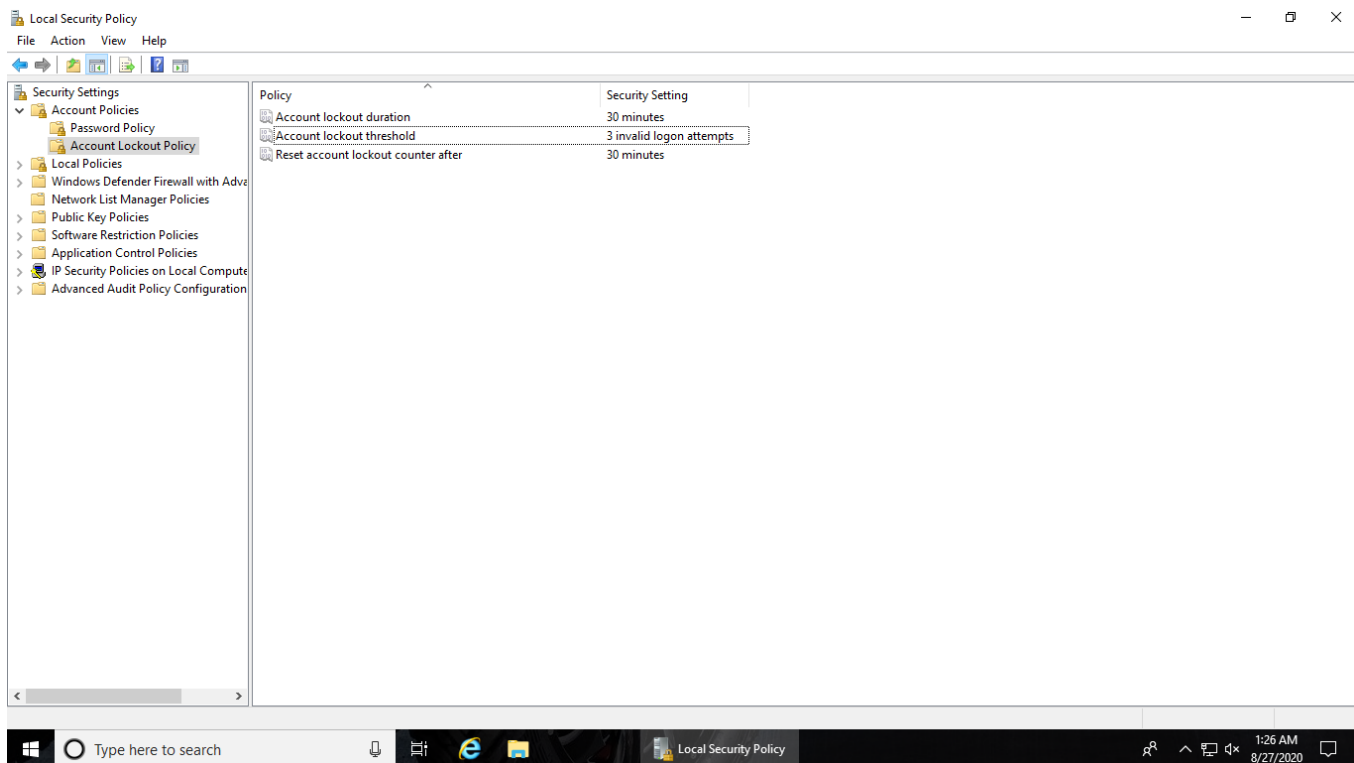 Local Security Policy
File Action View Help
Security Settings
Account Policies
Password Policy
Account Lockout Policy
Local Policies
Windows Defender Firewall with Adva
Network List Manager Policies
Public Key Policies
Software Restriction Policies
Application Control Policies
IP Security Policies on Local Compute
Advanced Audit Policy Configuration
Policy Security Setting
Account lockout duration 30 minutes
Account lockout threshold 3 invalid logon attempts
Reset account lockout counter after 30 minutes
Type here to search
Local Security Policy
1:26 AM
8/27/2020